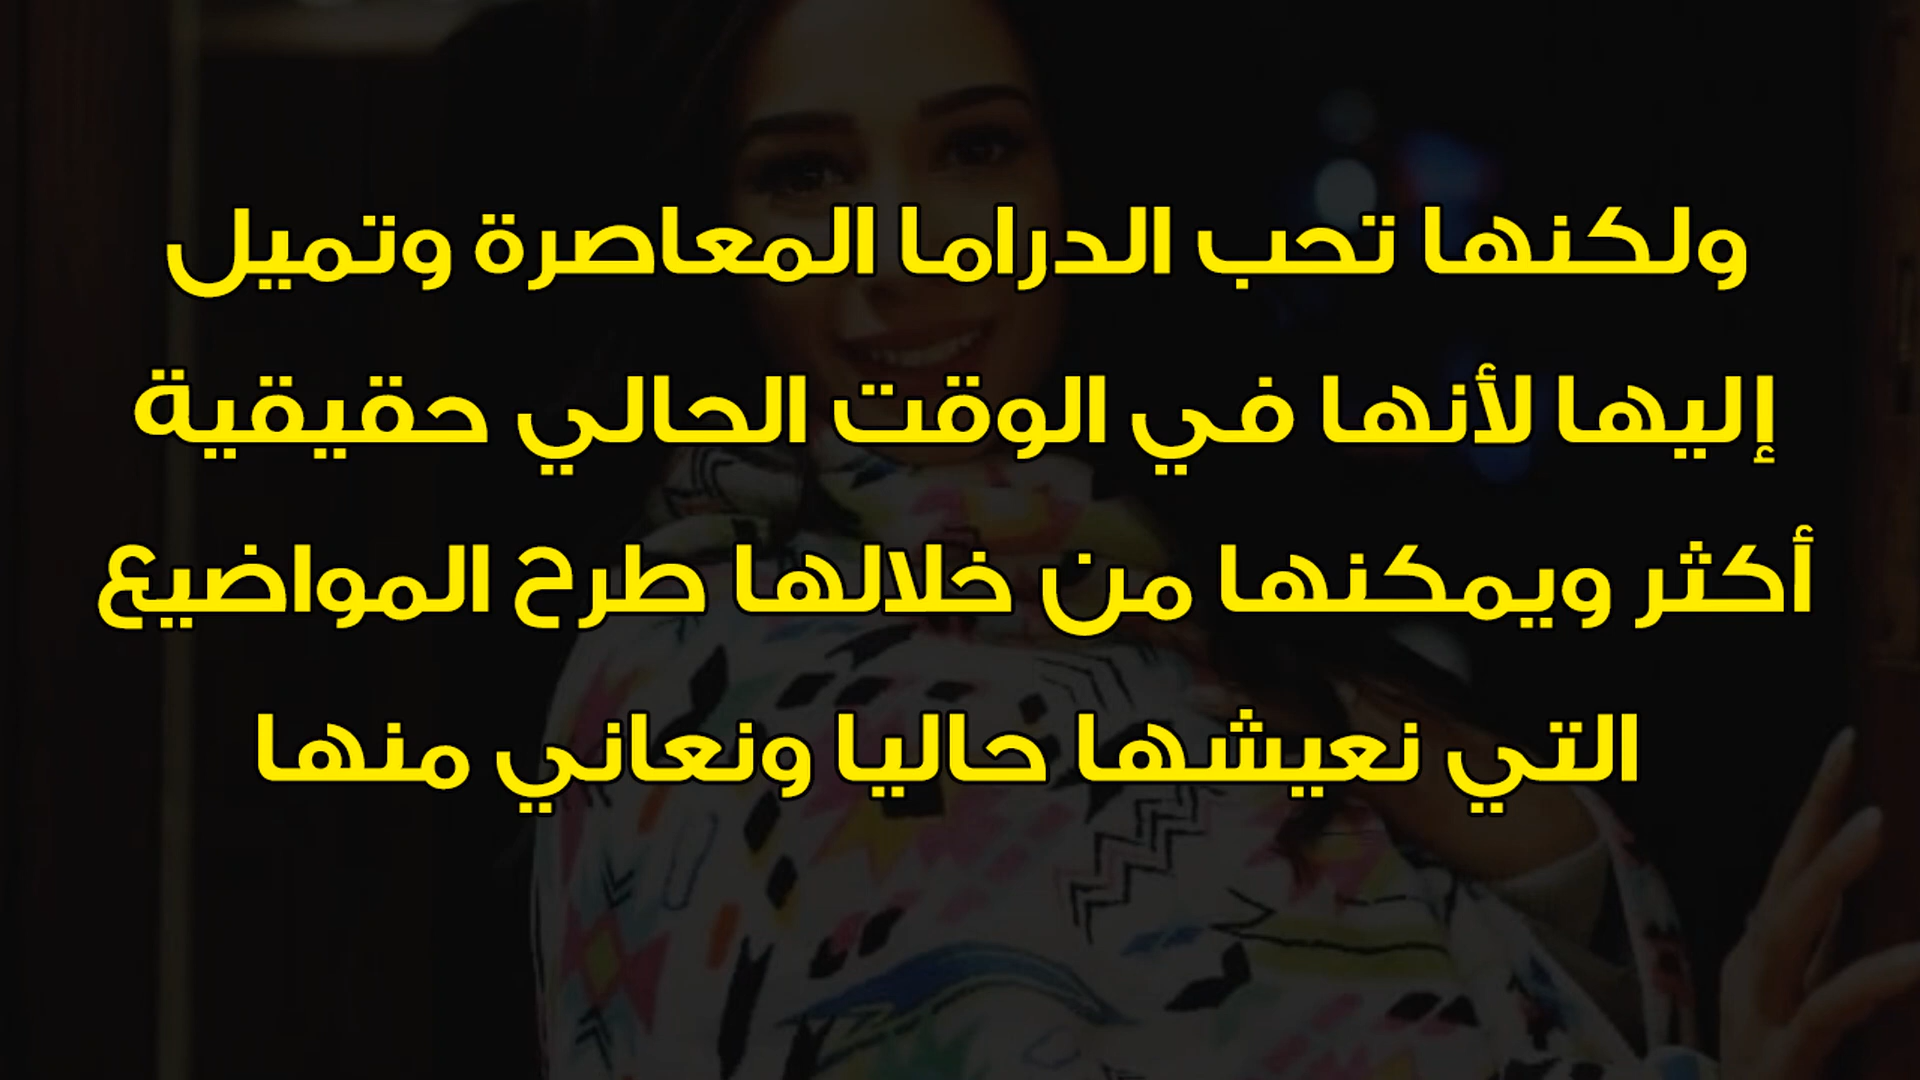 ولكنها تحب الدراما المعاصرة وتميل
إليها لأنها في الوقت الحالي حقيقية
أكثر ويمكنها من خلالها طرح المواضيع
التي نعيشها حاليا ونعاني منها